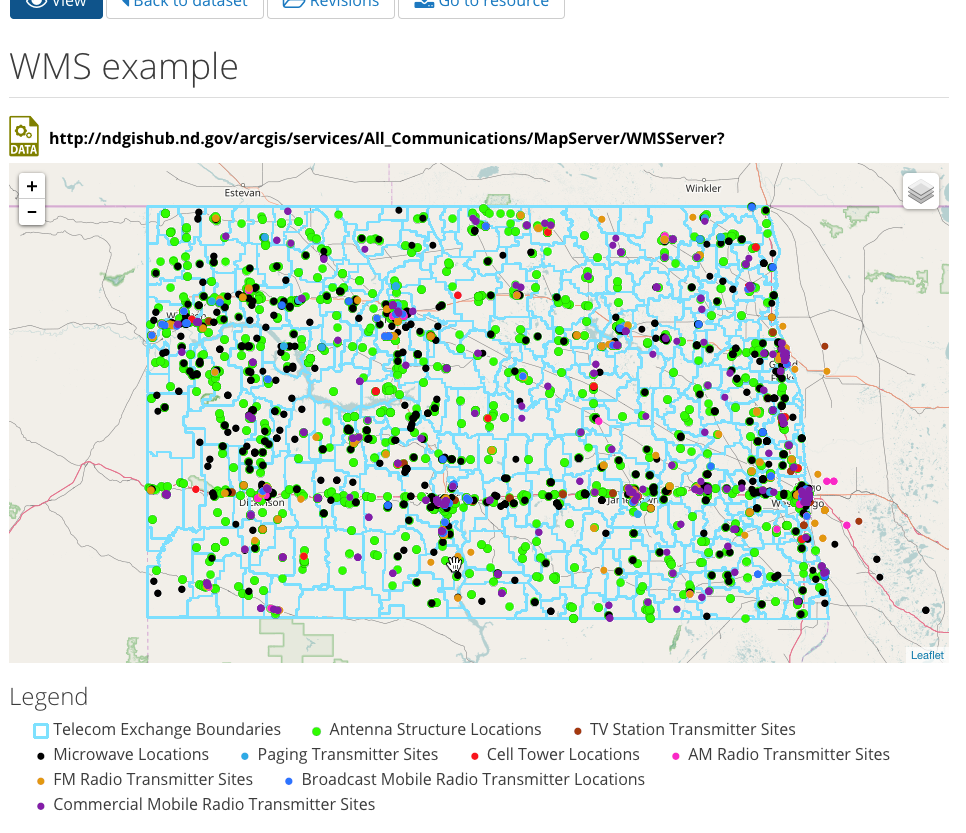 View Back to dataset Revisions Go to resource
WMS example
DATA http://ndgishub.nd.gov/arcgis/services/All_Communications/MapServer/WMSServer?
+
−
Estevan
Winkler
Leaflet
Legend
Telecom Exchange Boundaries Antenna Structure Locations TV Station Transmitter Sites
Microwave Locations Paging Transmitter Sites Cell Tower Locations AM Radio Transmitter Sites
FM Radio Transmitter Sites Broadcast Mobile Radio Transmitter Locations
Commercial Mobile Radio Transmitter Sites